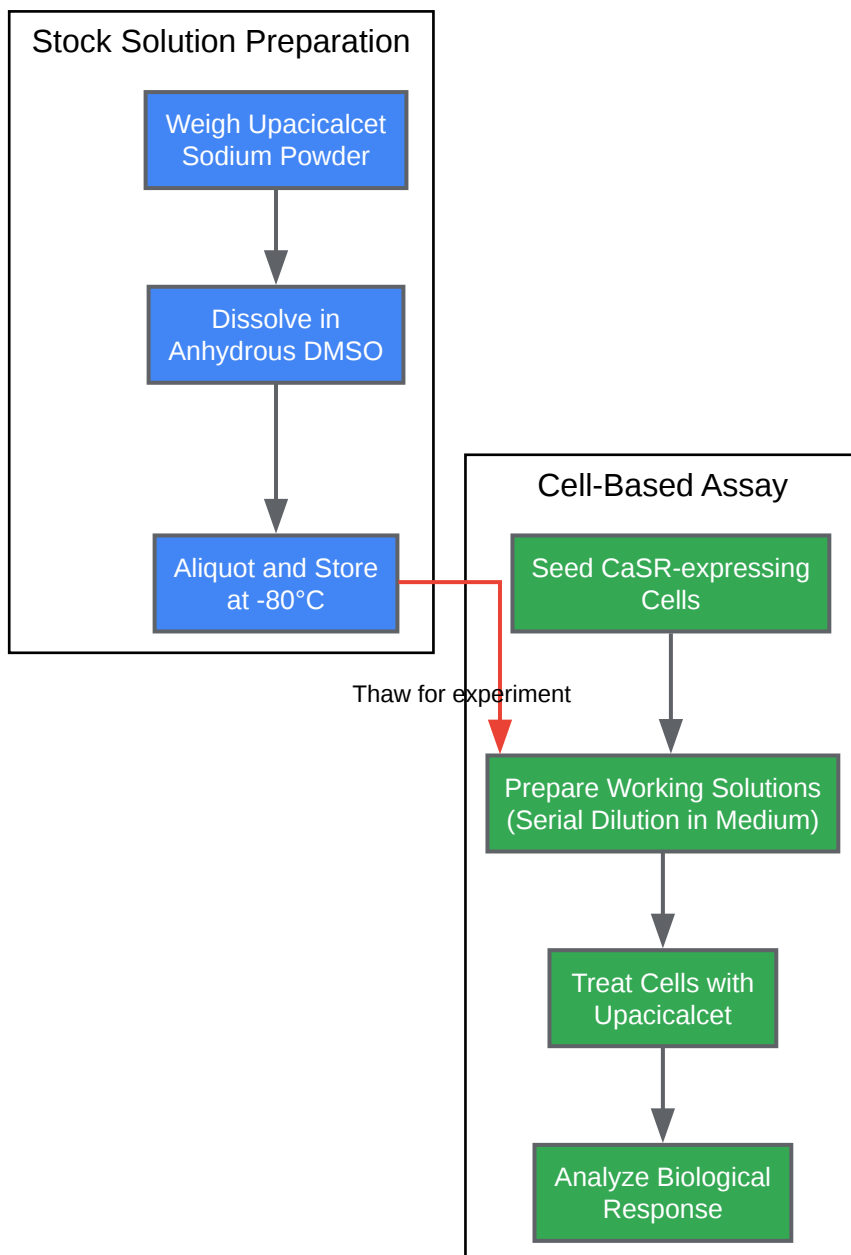 Stock Solution Preparation
Weigh Upacicalcet
Sodium Powder
Dissolve in
Anhydrous DMSO
Aliquot and Store
at -80°C
Thaw for experiment
Cell-Based Assay
Seed CaSR-expressing
Cells
Prepare Working Solutions
(Serial Dilution in Medium)
Treat Cells with
Upacicalcet
Analyze Biological
Response